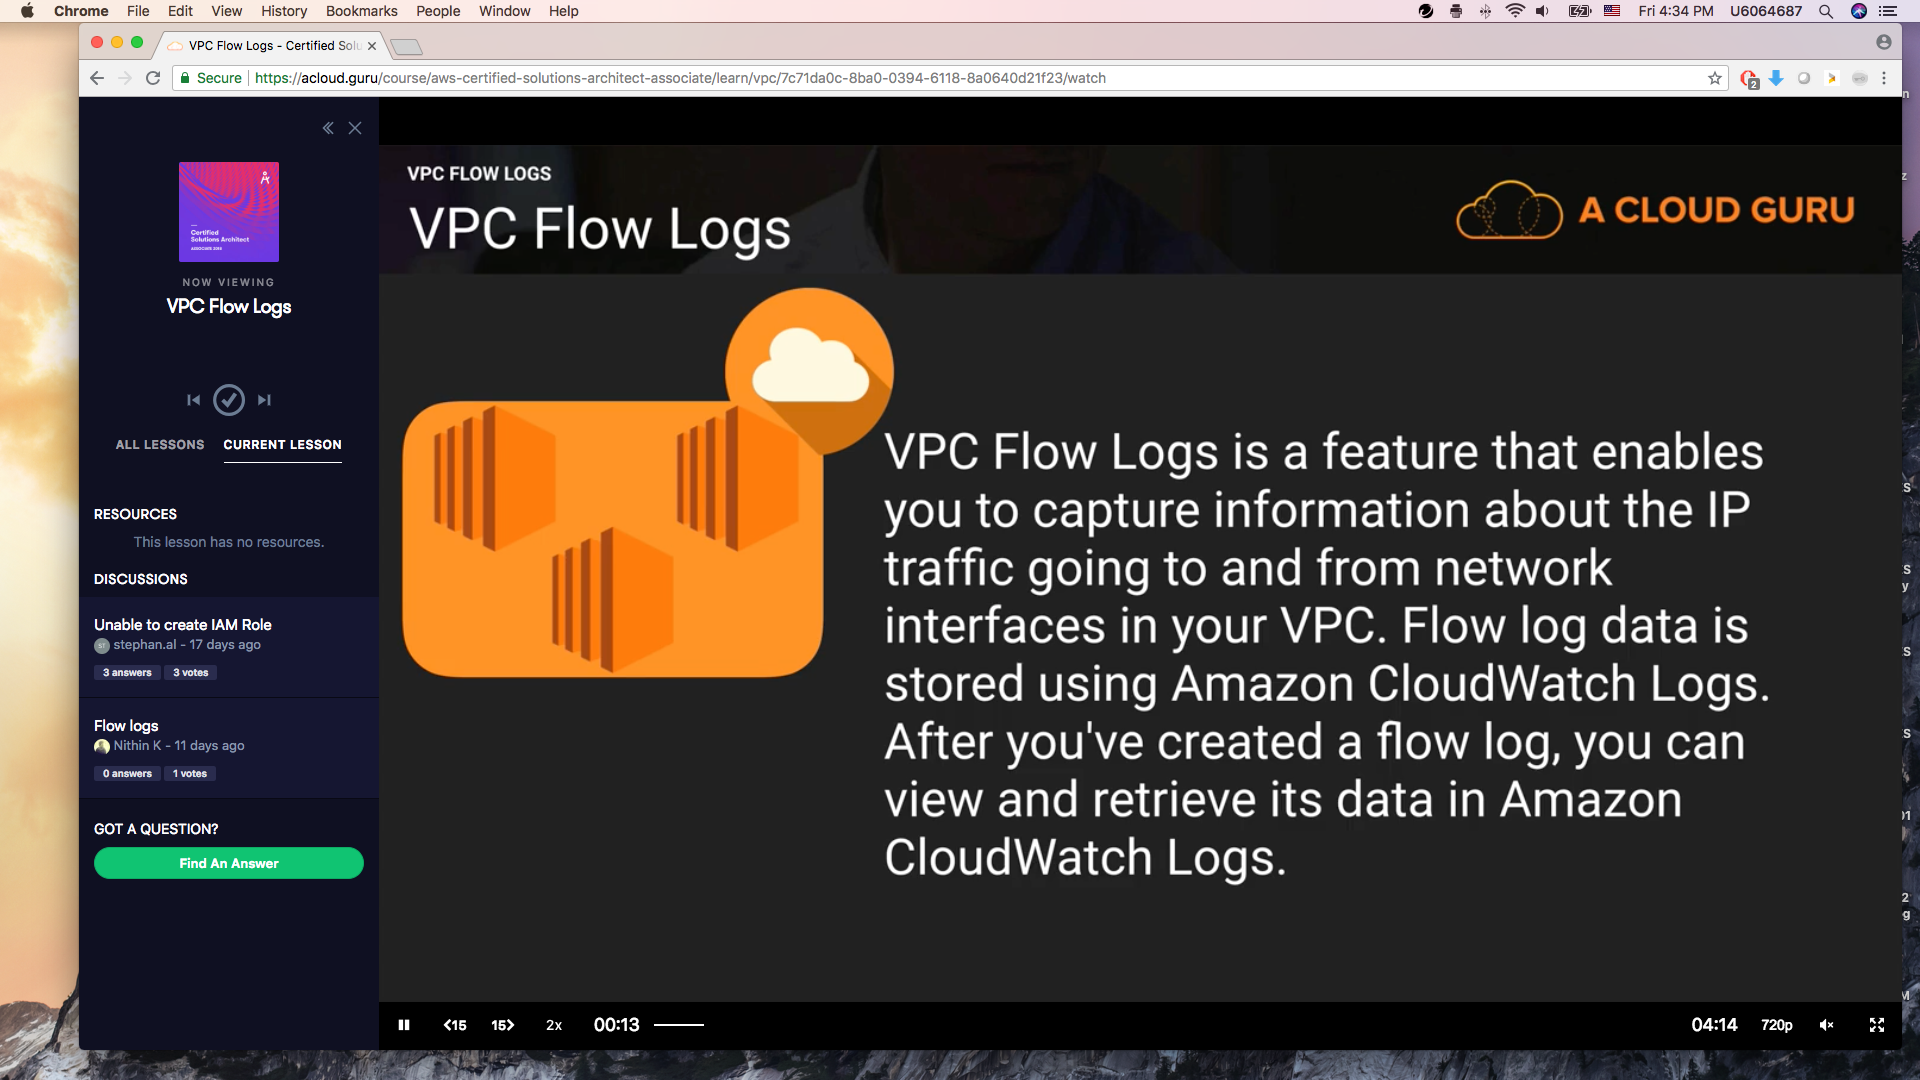 Chrome File Edit View History Bookmarks People Window Help Fri 4:34 PM U6064687
VPC Flow Logs - Certified Solu
Secure https://acloud.guru/course/aws-certified-solutions-architect-associate/learn/vpc/7c71da0c-8ba0-0394-6118-8a0640d21f23/watch
2
Certified
Solutions Architect
NOW VIEWING
VPC Flow Logs
ALL LESSONS CURRENT LESSON
RESOURCES
This lesson has no resources.
DISCUSSIONS
Unable to create IAM Role
stephan.al - 17 days ago
3 answers 3 votes
Flow logs
Nithin K - 11 days ago
0 answers 1 votes
GOT A QUESTION?
Find An Answer
VPC FLOW LOGS
VPC Flow Logs
A CLOUD GURU
VPC Flow Logs is a feature that enables
you to capture information about the IP
traffic going to and from network
interfaces in your VPC. Flow log data is
stored using Amazon CloudWatch Logs.
After you've created a flow log, you can
view and retrieve its data in Amazon
CloudWatch Logs.
15 15 2x 00:13 04:14 720p